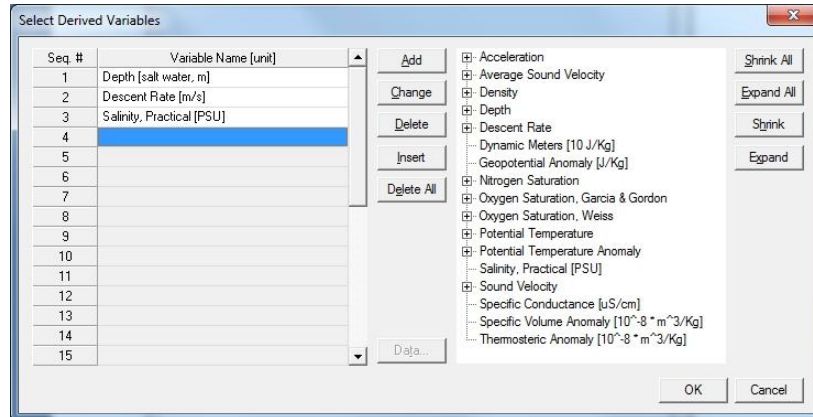 Select Derived Variables
Seq. # Variable Name [unit]
1 Depth [salt water, m]
2 Descent Rate [m/s]
3 Salinity, Practical [PSU]
4
5
6
7
8
9
10
11
12
13
14
15
Add
Change
Delete
Insert
Delete All
Data...
Acceleration
Average Sound Velocity
Density
Depth
Descent Rate
Dynamic Meters [10 J/Kg]
Geopotential Anomaly [J/Kg]
Nitrogen Saturation
Oxygen Saturation, Garcia & Gordon
Oxygen Saturation, Weiss
Potential Temperature
Potential Temperature Anomaly
Salinity, Practical [PSU]
Sound Velocity
Specific Conductance [uS/cm]
Specific Volume Anomaly [10^-8 * m^3/Kg]
Thermosteric Anomaly [10^-8 * m^3/Kg]
Shrink All
Expand All
Shrink
Expand
OK Cancel